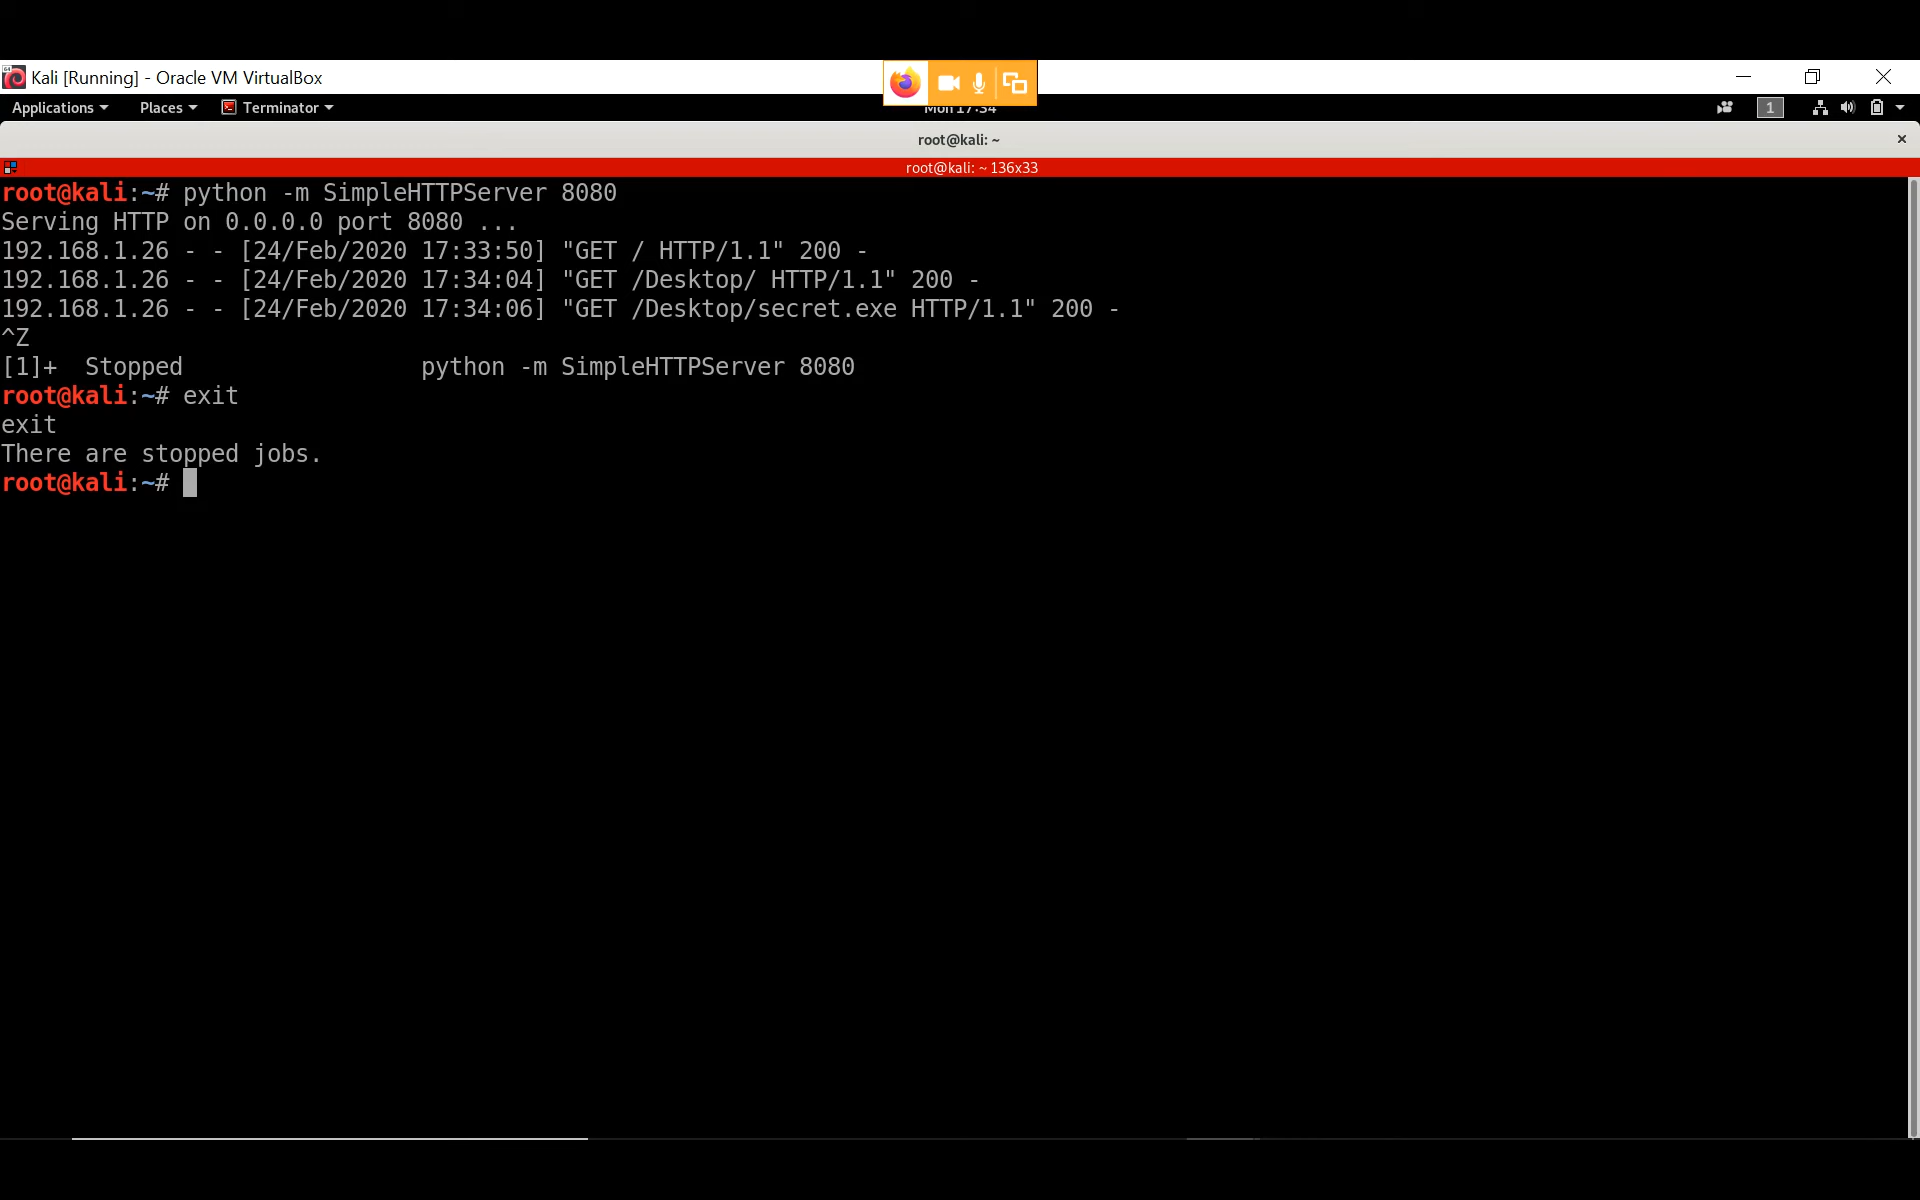 Kali [Running] - Oracle VM VirtualBox
Applications Places Terminator Mon 17:34 1
root@kali: ~
root@kali: ~ 136x33
root@kali:~# python -m SimpleHTTPServer 8080
Serving HTTP on 0.0.0.0 port 8080 ...
192.168.1.26 - - [24/Feb/2020 17:33:50] "GET / HTTP/1.1" 200 -
192.168.1.26 - - [24/Feb/2020 17:34:04] "GET /Desktop/ HTTP/1.1" 200 -
192.168.1.26 - - [24/Feb/2020 17:34:06] "GET /Desktop/secret.exe HTTP/1.1" 200 -
^Z
[1]+  Stopped                 python -m SimpleHTTPServer 8080
root@kali:~# exit
exit
There are stopped jobs.
root@kali:~#